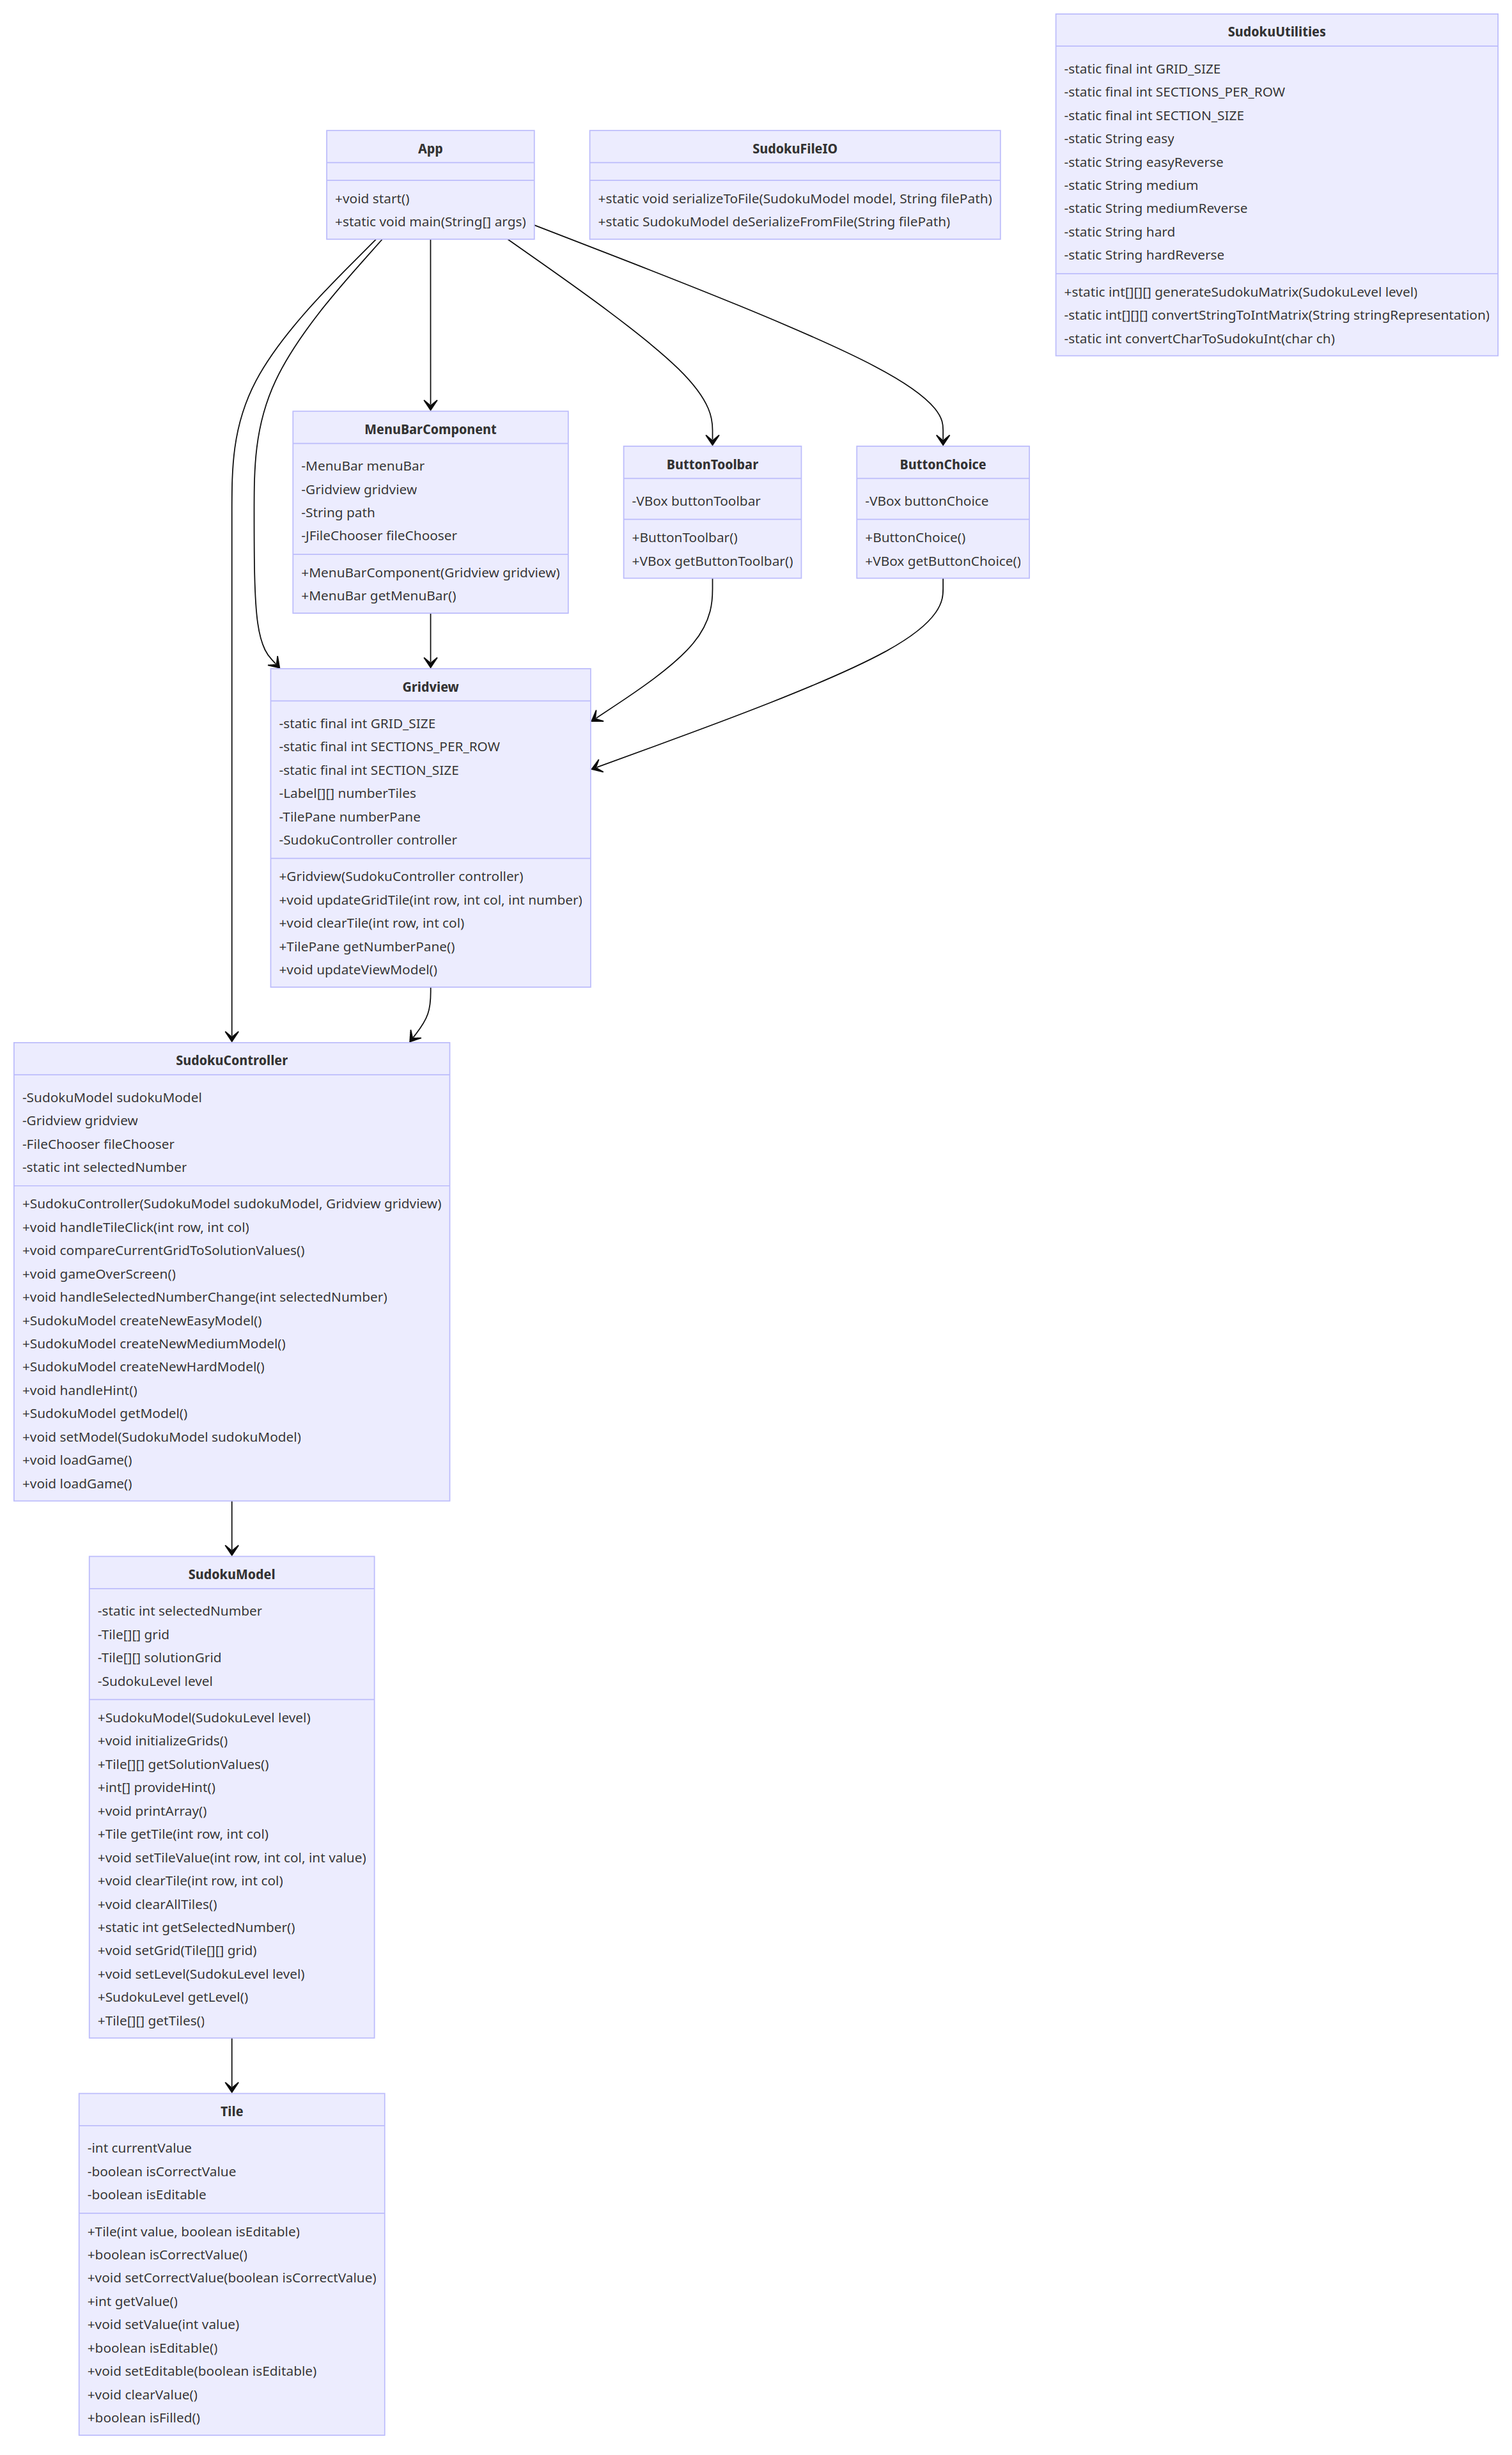 SudokuUtilities
-static final int GRID_SIZE
-static final int SECTIONS_PER_ROW
-static final int SECTION_SIZE
-static String easy
-static String easyReverse
-static String medium
-static String mediumReverse
-static String hard
-static String hardReverse
+static int[][][] generateSudokuMatrix(SudokuLevel level)
-static int[][][] convertStringToIntMatrix(String stringRepresentation)
-static int convertCharToSudokuInt(char ch)
App
+void start()
+static void main(String[] args)
SudokuFileIO
+static void serializeToFile(SudokuModel model, String filePath)
+static SudokuModel deSerializeFromFile(String filePath)
MenuBarComponent
-MenuBar menuBar
-Gridview gridview
-String path
-JFileChooser fileChooser
+MenuBarComponent(Gridview gridview)
+MenuBar getMenuBar()
ButtonToolbar
-VBox buttonToolbar
+ButtonToolbar()
+VBox getButtonToolbar()
ButtonChoice
-VBox buttonChoice
+ButtonChoice()
+VBox getButtonChoice()
Gridview
-static final int GRID_SIZE
-static final int SECTIONS_PER_ROW
-static final int SECTION_SIZE
-Label[][] numberTiles
-TilePane numberPane
-SudokuController controller
+Gridview(SudokuController controller)
+void updateGridTile(int row, int col, int number)
+void clearTile(int row, int col)
+TilePane getNumberPane()
+void updateViewModel()
SudokuController
-SudokuModel sudokuModel
-Gridview gridview
-FileChooser fileChooser
-static int selectedNumber
+SudokuController(SudokuModel sudokuModel, Gridview gridview)
+void handleTileClick(int row, int col)
+void compareCurrentGridToSolutionValues()
+void gameOverScreen()
+void handleSelectedNumberChange(int selectedNumber)
+SudokuModel createNewEasyModel()
+SudokuModel createNewMediumModel()
+SudokuModel createNewHardModel()
+void handleHint()
+SudokuModel getModel()
+void setModel(SudokuModel sudokuModel)
+void loadGame()
+void loadGame()
SudokuModel
-static int selectedNumber
-Tile[][] grid
-Tile[][] solutionGrid
-SudokuLevel level
+SudokuModel(SudokuLevel level)
+void initializeGrids()
+Tile[][] getSolutionValues()
+int[] provideHint()
+void printArray()
+Tile getTile(int row, int col)
+void setTileValue(int row, int col, int value)
+void clearTile(int row, int col)
+void clearAllTiles()
+static int getSelectedNumber()
+void setGrid(Tile[][] grid)
+void setLevel(SudokuLevel level)
+SudokuLevel getLevel()
+Tile[][] getTiles()
Tile
-int currentValue
-boolean isCorrectValue
-boolean isEditable
+Tile(int value, boolean isEditable)
+boolean isCorrectValue()
+void setCorrectValue(boolean isCorrectValue)
+int getValue()
+void setValue(int value)
+boolean isEditable()
+void setEditable(boolean isEditable)
+void clearValue()
+boolean isFilled()